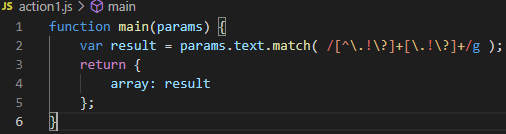 JS action1.js > main
1 function main(params) {
2     var result = params.text.match( /[^\.!\?]+[\.!\?]+/g );
3     return {
4         array: result
5     };
6 }